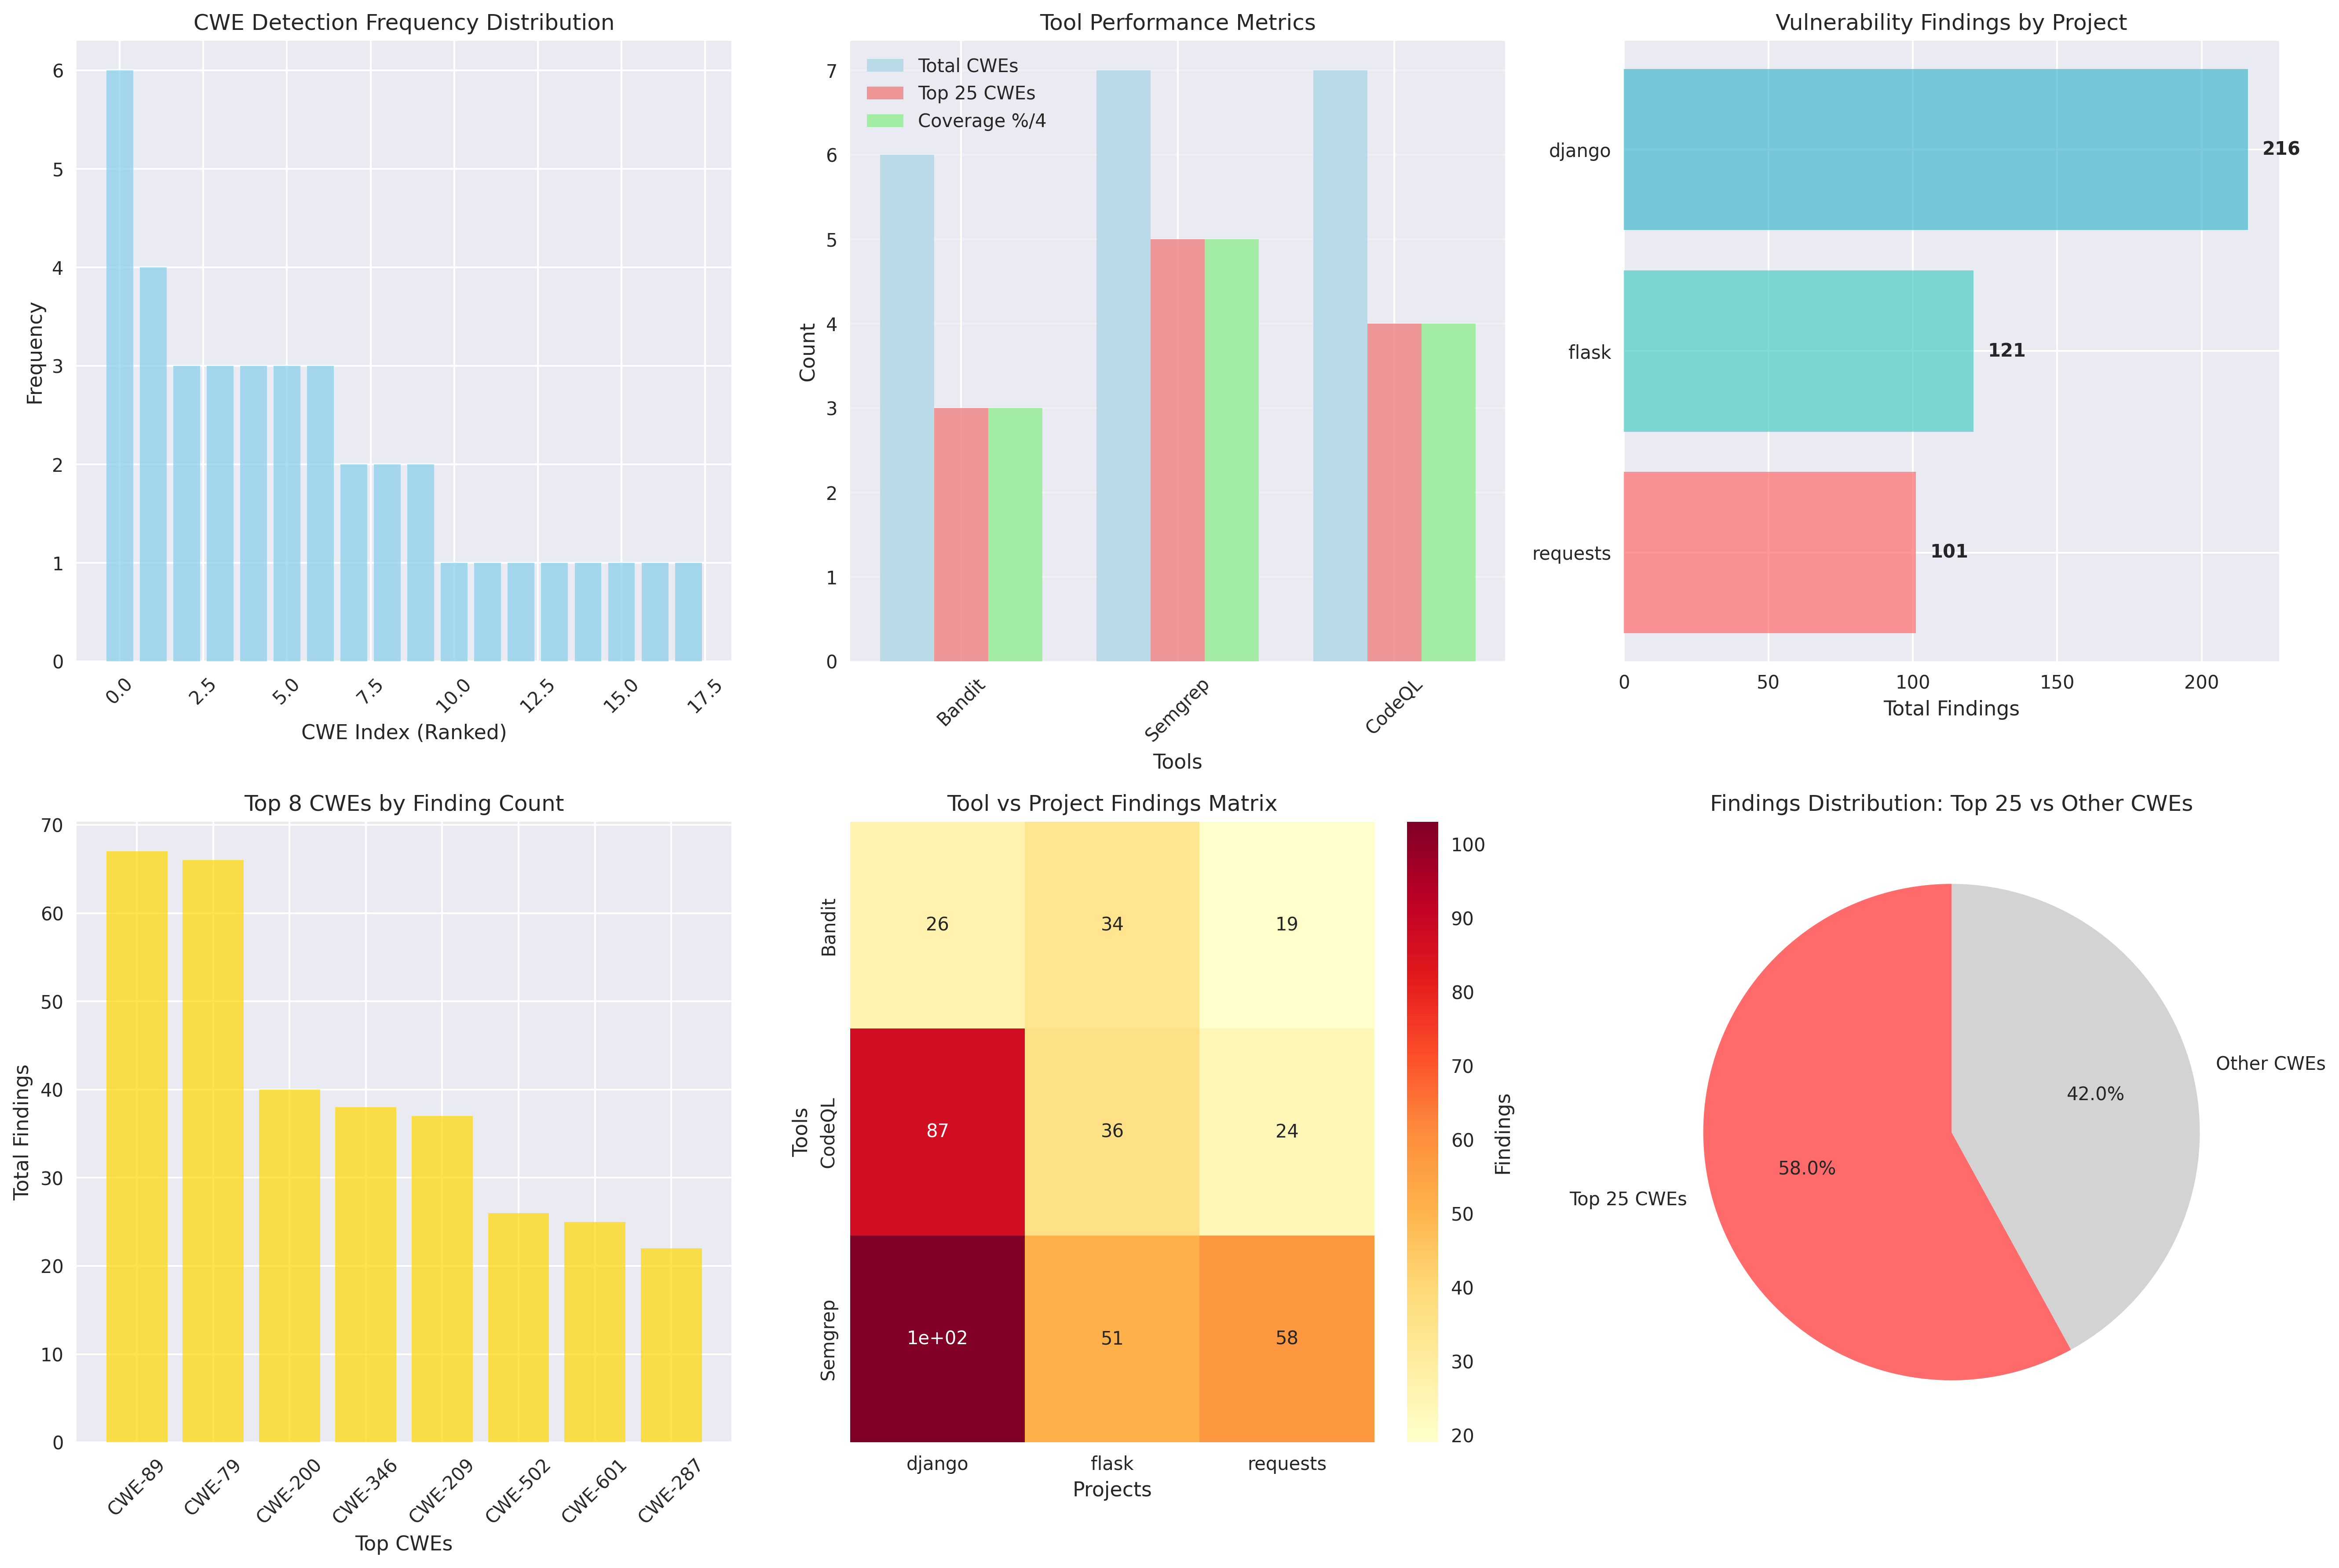 CWE Detection Frequency Distribution
Frequency
6
5
4
3
2
1
0
0.0
2.5
5.0
7.5
10.0
12.5
15.0
17.5
CWE Index (Ranked)
Tool Performance Metrics
Total CWEs
Top 25 CWEs
Coverage %/4
Count
7
6
5
4
3
2
1
0
Bandit
Semgrep
CodeQL
Tools
Vulnerability Findings by Project
django
216
flask
121
requests
101
0
50
100
150
200
Total Findings
Top 8 CWEs by Finding Count
Total Findings
70
60
50
40
30
20
10
0
CWE-89
CWE-79
CWE-200
CWE-346
CWE-209
CWE-502
CWE-601
CWE-287
Top CWEs
Tool vs Project Findings Matrix
Tools
Bandit
26
34
19
CodeQL
87
36
24
Semgrep
1e+02
51
58
django
flask
requests
Projects
100
90
80
70
60
50
40
30
20
Findings
Findings Distribution: Top 25 vs Other CWEs
Other CWEs
42.0%
58.0%
Top 25 CWEs